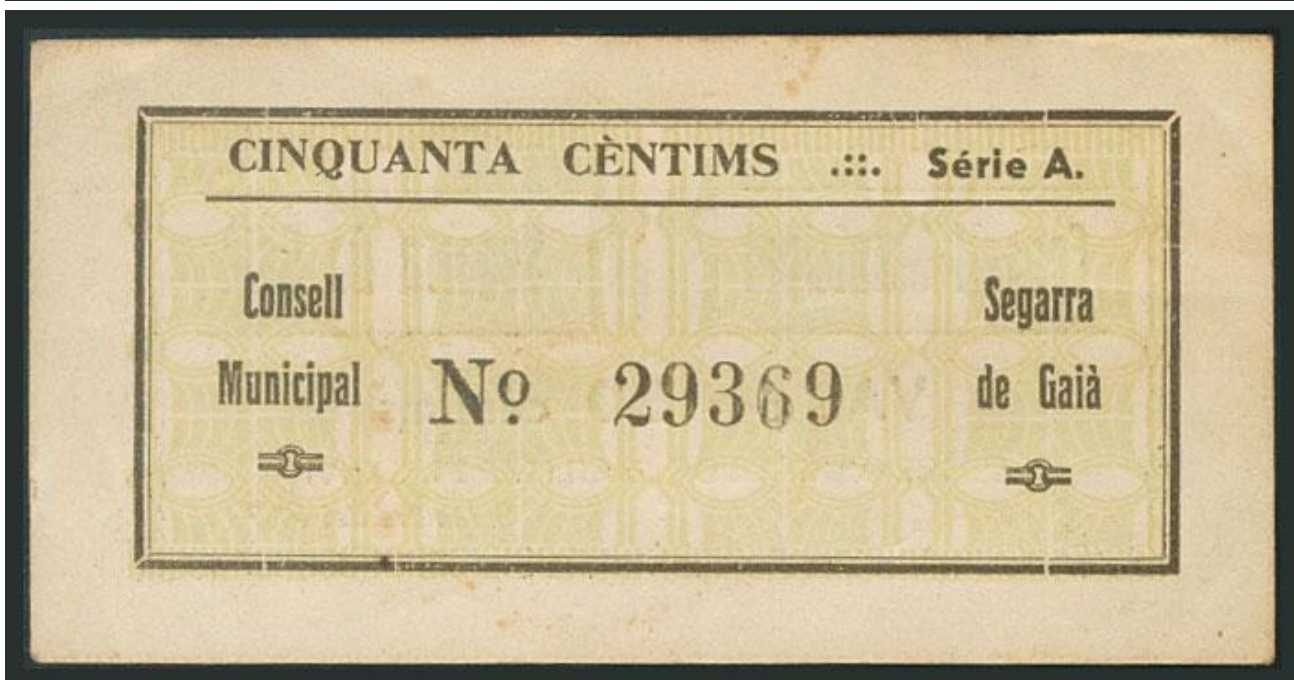 CINQUANTA CÈNTIMS .::. Série A.
Consell
Municipal
Nº 29369
Segarra
de Gaià